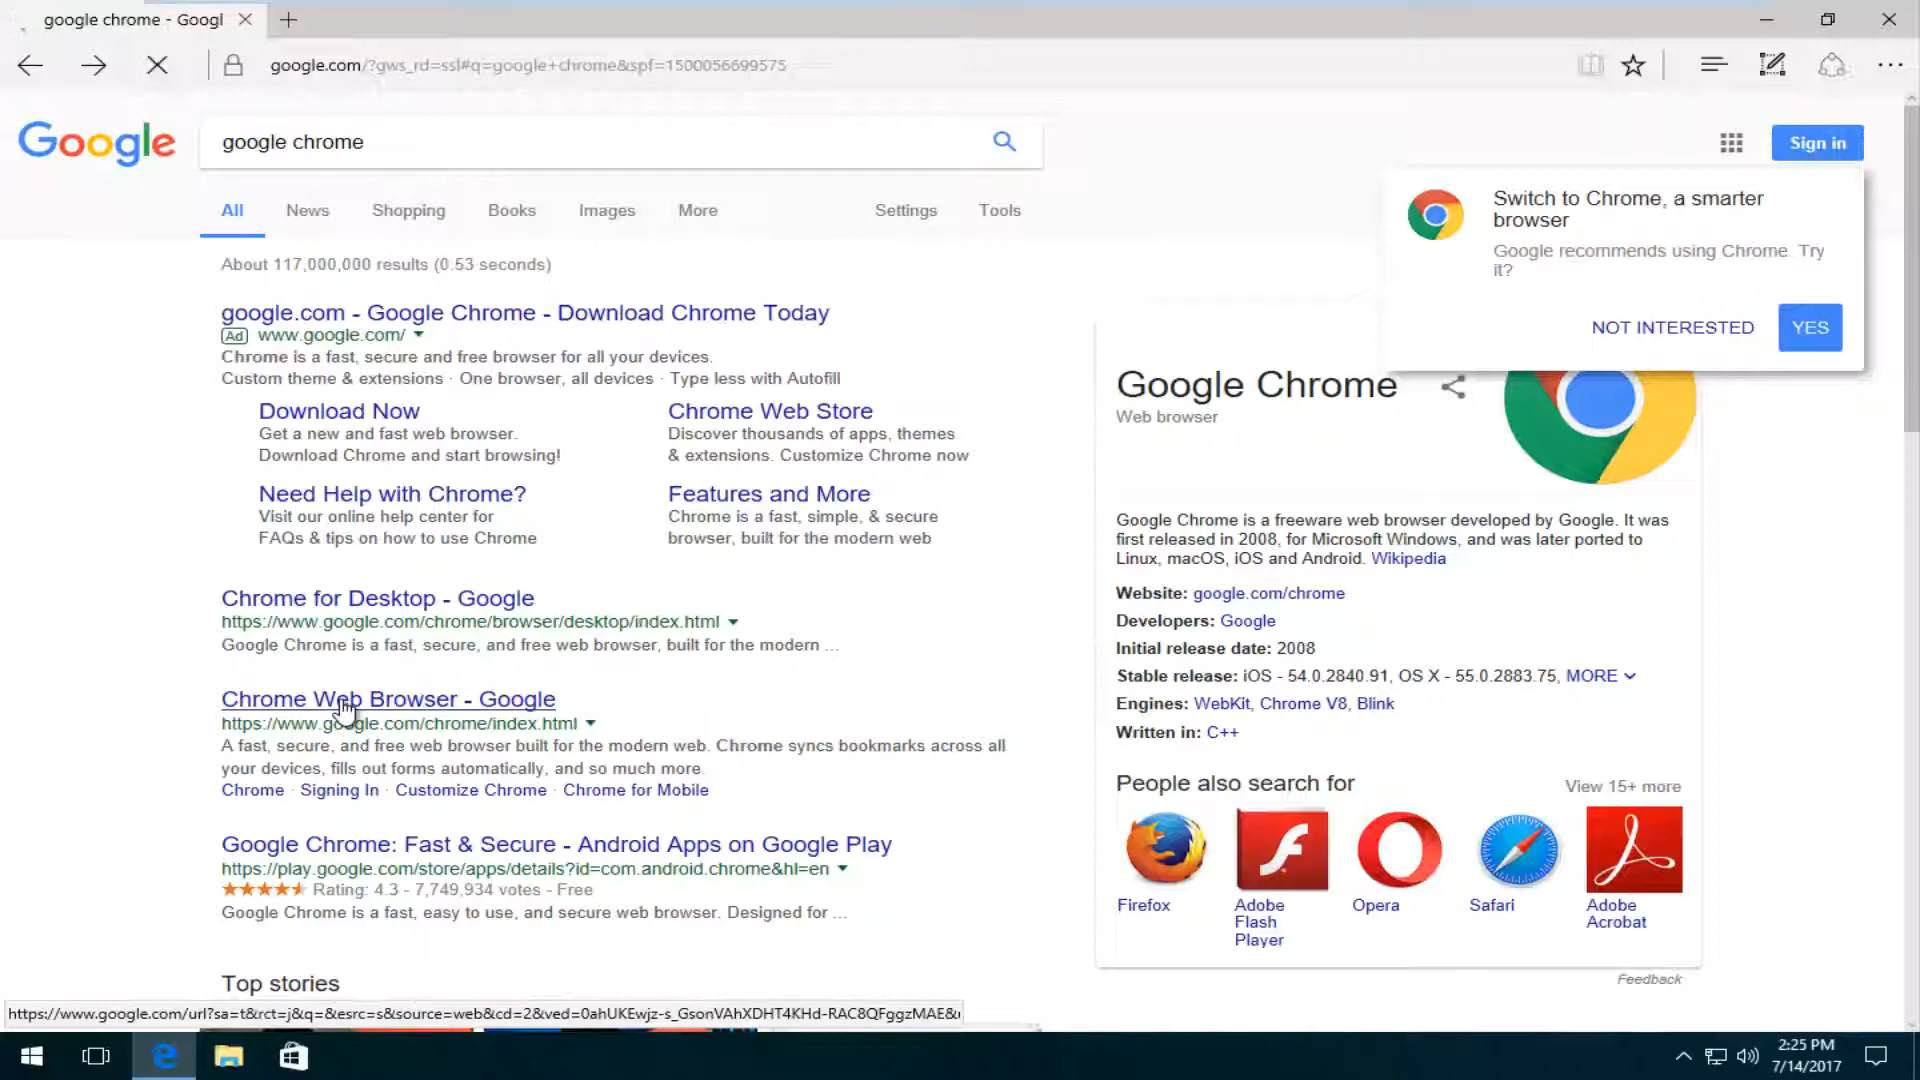 google chrome - Googl
google.com/?gws_rd=ssl#q=google+chrome&spf=1500056699575
Google
google chrome
Sign in
All News Shopping Books Images More Settings Tools
Switch to Chrome, a smarter
browser
Google recommends using Chrome. Try
it?
NOT INTERESTED YES
About 117,000,000 results (0.53 seconds)
google.com - Google Chrome - Download Chrome Today
Ad www.google.com/
Chrome is a fast, secure and free browser for all your devices.
Custom theme & extensions · One browser, all devices · Type less with Autofill
Download Now
Get a new and fast web browser.
Download Chrome and start browsing!
Chrome Web Store
Discover thousands of apps, themes
& extensions. Customize Chrome now
Need Help with Chrome?
Visit our online help center for
FAQs & tips on how to use Chrome
Features and More
Chrome is a fast, simple, & secure
browser, built for the modern web
Chrome for Desktop - Google
https://www.google.com/chrome/browser/desktop/index.html
Google Chrome is a fast, secure, and free web browser, built for the modern ...
Chrome Web Browser - Google
https://www.google.com/chrome/index.html
A fast, secure, and free web browser built for the modern web. Chrome syncs bookmarks across all
your devices, fills out forms automatically, and so much more.
Chrome · Signing In · Customize Chrome · Chrome for Mobile
Google Chrome: Fast & Secure - Android Apps on Google Play
https://play.google.com/store/apps/details?id=com.android.chrome&hl=en
Rating: 4.3 - 7,749,934 votes - Free
Google Chrome is a fast, easy to use, and secure web browser. Designed for ...
Top stories
Google Chrome
Web browser
Google Chrome is a freeware web browser developed by Google. It was
first released in 2008, for Microsoft Windows, and was later ported to
Linux, macOS, iOS and Android. Wikipedia
Website: google.com/chrome
Developers: Google
Initial release date: 2008
Stable release: iOS - 54.0.2840.91, OS X - 55.0.2883.75, MORE
Engines: WebKit, Chrome V8, Blink
Written in: C++
People also search for
View 15+ more
Firefox
Adobe
Flash
Player
Opera
Safari
Adobe
Acrobat
Feedback
https://www.google.com/url?sa=t&rct=j&q=&esrc=s&source=web&cd=2&ved=0ahUKEwjz-s_GsonVAhXDHT4KHd-RAC8QFggzMAE&
2:25 PM
7/14/2017